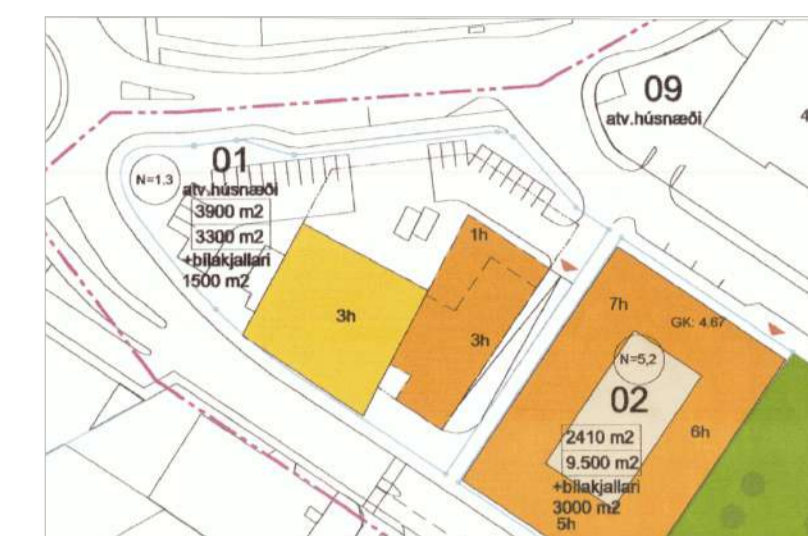 09
atv.húsnæði
4
01
N=1,3
atv.húsnæði
3900 m2
3300 m2
+bílakjallari
1500 m2
1h
3h
3h
7h
GK: 4.67
N=5,2
02
6h
2410 m2
9.500 m2
+bílakjallari
3000 m2
5h